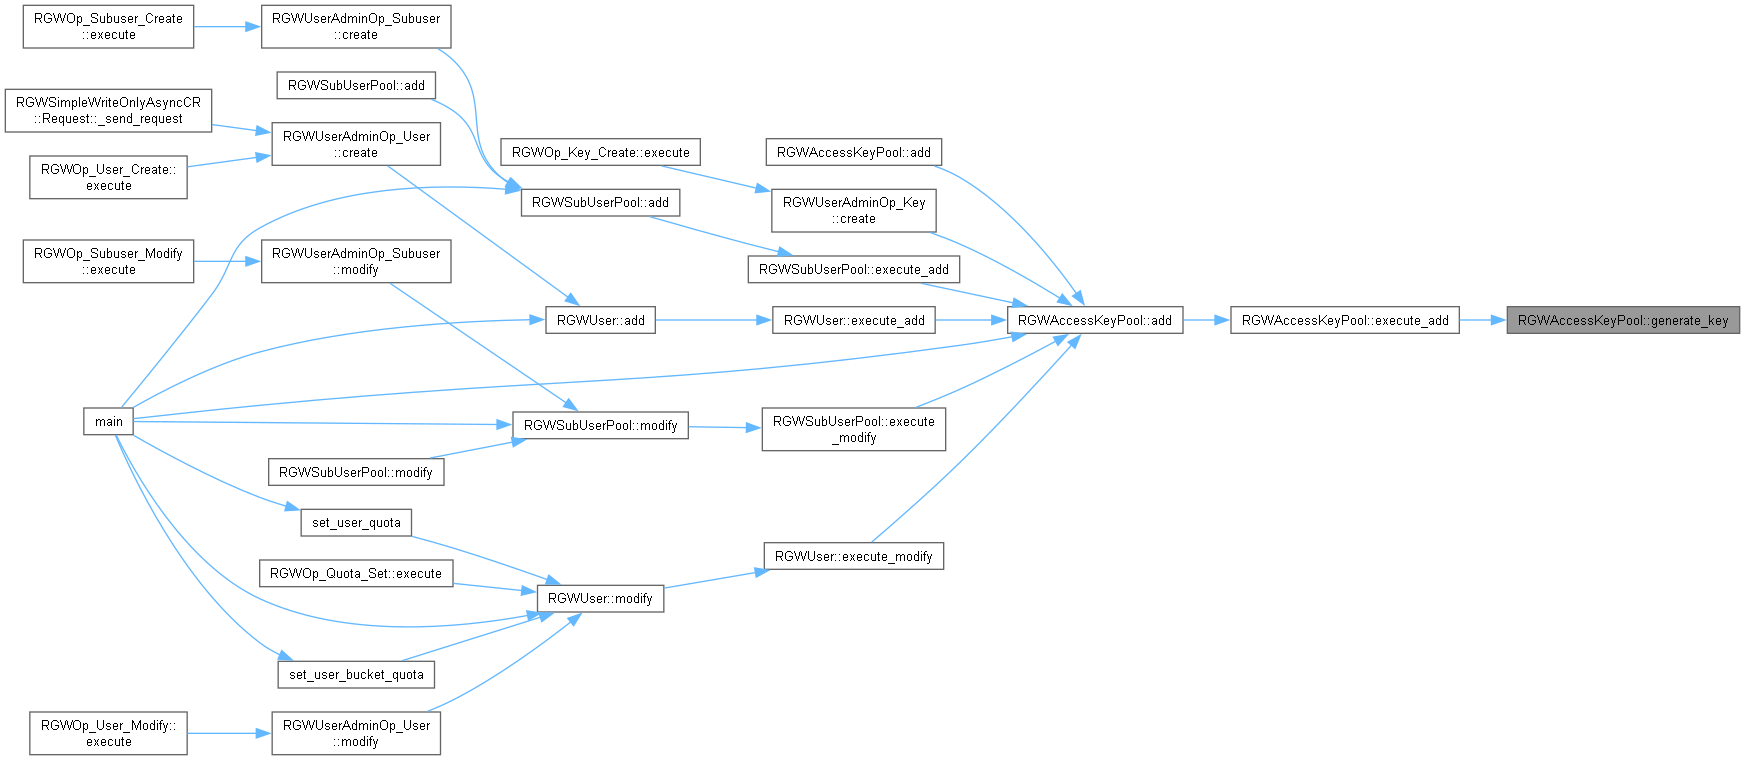 RGWOp_Subuser_Create
::execute
RGWUserAdminOp_Subuser
::create
RGWSubUserPool::add
RGWSimpleWriteOnlyAsyncCR
::Request::_send_request
RGWUserAdminOp_User
::create
RGWOp_User_Create::
execute
RGWOp_Key_Create::execute
RGWAccessKeyPool::add
RGWSubUserPool::add
RGWUserAdminOp_Key
::create
RGWOp_Subuser_Modify
::execute
RGWUserAdminOp_Subuser
::modify
RGWSubUserPool::execute_add
RGWUser::add
RGWUser::execute_add
RGWAccessKeyPool::add
RGWAccessKeyPool::execute_add
RGWAccessKeyPool::generate_key
main
RGWSubUserPool::modify
RGWSubUserPool::execute
_modify
RGWSubUserPool::modify
set_user_quota
RGWUser::execute_modify
RGWOp_Quota_Set::execute
RGWUser::modify
set_user_bucket_quota
RGWOp_User_Modify::
execute
RGWUserAdminOp_User
::modify